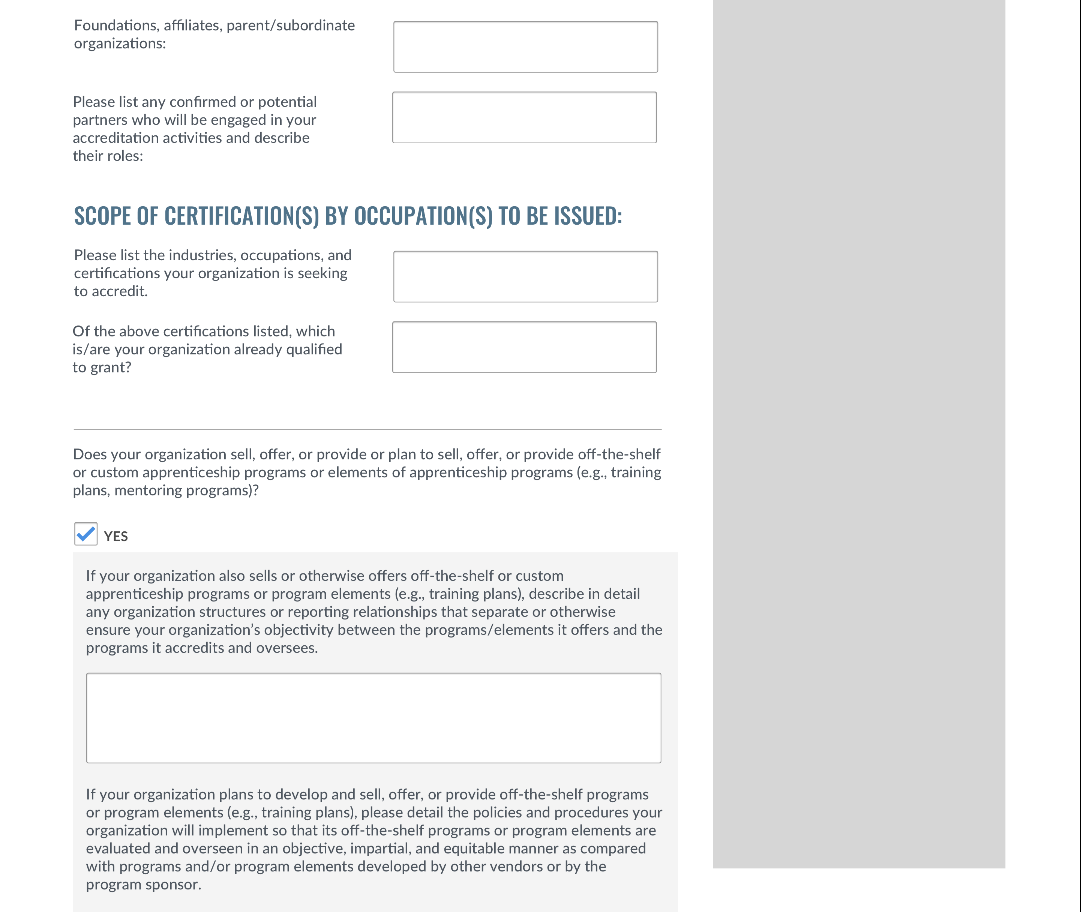 Foundations, affiliates, parent/subordinate
organizations:
Please list any confirmed or potential
partners who will be engaged in your
accreditation activities and describe
their roles:
SCOPE OF CERTIFICATION(S) BY OCCUPATION(S) TO BE ISSUED:
Please list the industries, occupations, and
certifications your organization is seeking
to accredit.
Of the above certifications listed, which
is/are your organization already qualified
to grant?
Does your organization sell, offer, or provide or plan to sell, offer, or provide off-the-shelf
or custom apprenticeship programs or elements of apprenticeship programs (e.g., training
plans, mentoring programs)?
YES
If your organization also sells or otherwise offers off-the-shelf or custom
apprenticeship programs or program elements (e.g., training plans), describe in detail
any organization structures or reporting relationships that separate or otherwise
ensure your organization's objectivity between the programs/elements it offers and the
programs it accredits and oversees.
If your organization plans to develop and sell, offer, or provide off-the-shelf programs
or program elements (e.g., training plans), please detail the policies and procedures your
organization will implement so that its off-the-shelf programs or program elements are
evaluated and overseen in an objective, impartial, and equitable manner as compared
with programs and/or program elements developed by other vendors or by the
program sponsor.